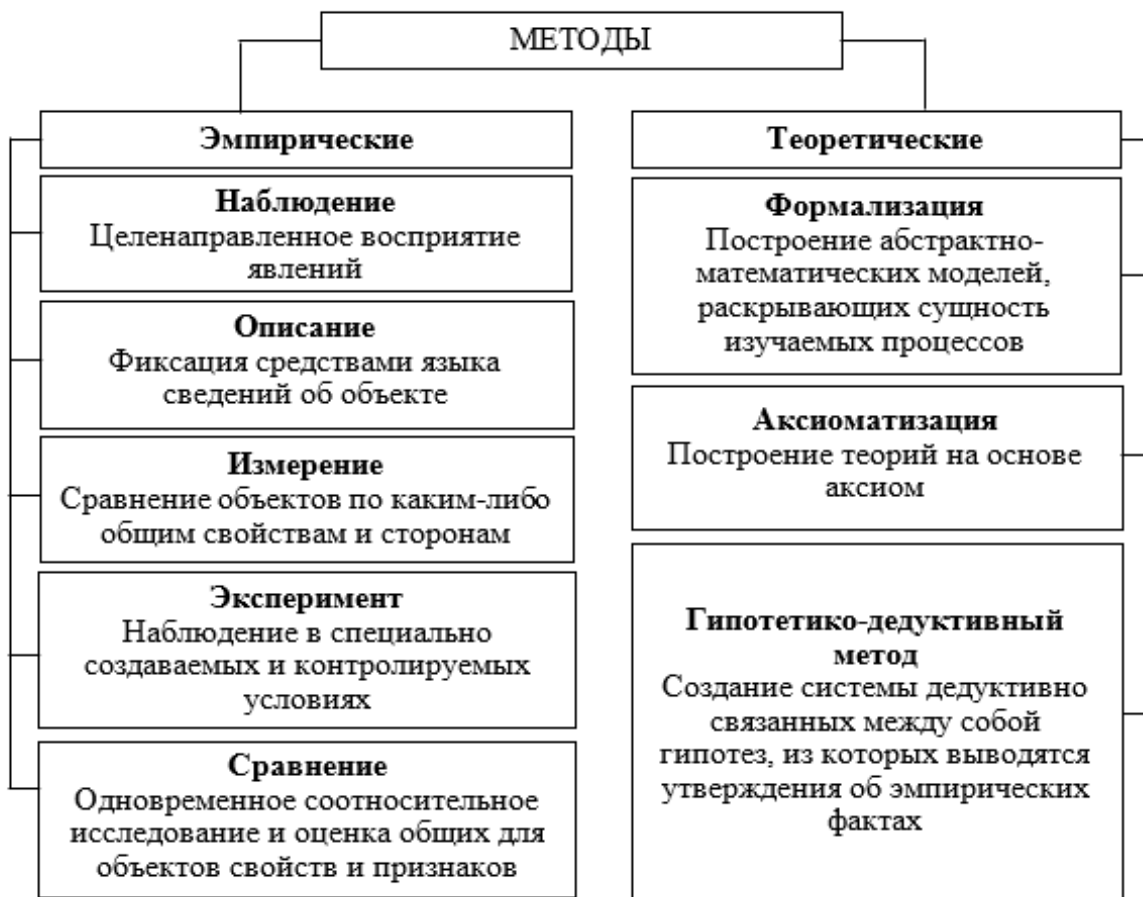 МЕТОДЫ
Эмпирические
Наблюдение
Целенаправленное восприятие
явлений
Описание
Фиксация средствами языка
сведений об объекте
Измерение
Сравнение объектов по каким-либо
общим свойствам и сторонам
Эксперимент
Наблюдение в специально
создаваемых и контролируемых
условиях
Сравнение
Одновременное соотносительное
исследование и оценка общих для
объектов свойств и признаков
Теоретические
Формализация
Построение абстрактно-
математических моделей,
раскрывающих сущность
изучаемых процессов
Аксиоматизация
Построение теорий на основе
аксиом
Гипотетико-дедуктивный
метод
Создание системы дедуктивно
связанных между собой
гипотез, из которых выводятся
утверждения об эмпирических
фактах